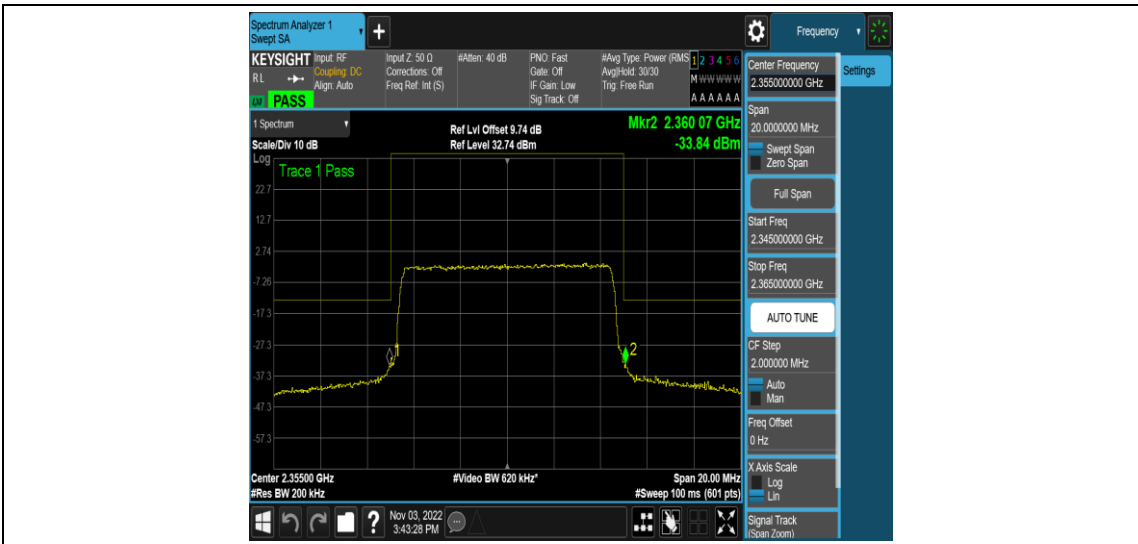 Spectrum Analyzer 1
Swept SA
+
Frequency
KEYSIGHT
RL
LXI
PASS
Input: RF
Coupling: DC
Align: Auto
Input Z: 50 Ω
Corrections: Off
Freq Ref: Int (S)
#Atten: 40 dB
PNO: Fast
Gate: Off
IF Gain: Low
Sig Track: Off
#Avg Type: Power (RMS
Avg|Hold: 30/30
Trig: Free Run
1 2 3 4 5 6
M W W W W W
A A A A A A
Center Frequency
2.355000000 GHz
Settings
Span
20.0000000 MHz
Swept Span
Zero Span
Full Span
Start Freq
2.345000000 GHz
Stop Freq
2.365000000 GHz
AUTO TUNE
CF Step
2.000000 MHz
Auto
Man
Freq Offset
0 Hz
X Axis Scale
Log
Lin
Signal Track
(Span Zoom)
1 Spectrum
Scale/Div 10 dB
Ref Lvl Offset 9.74 dB
Ref Level 32.74 dBm
Mkr2 2.360 07 GHz
-33.84 dBm
Log
Trace 1 Pass
22.7
12.7
2.74
-7.26
-17.3
-27.3
-37.3
-47.3
-57.3
1
2
Center 2.35500 GHz
#Res BW 200 kHz
#Video BW 620 kHz*
Span 20.00 MHz
#Sweep 100 ms (601 pts)
?
Nov 03, 2022
3:43:28 PM